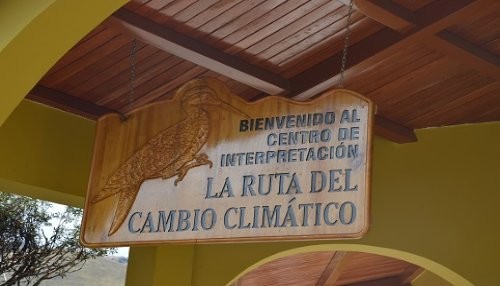 BIENVENIDO AL
CENTRO DE
INTERPRETACIÓN
LA RUTA DEL
CAMBIO CLIMÁTICO